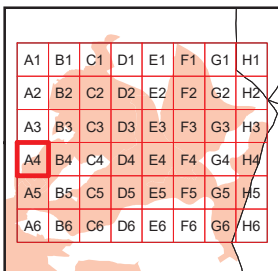 A1 B1 C1 D1 E1 F1 G1 H1
A2 B2 C2 D2 E2 F2 G2 H2
A3 B3 C3 D3 E3 F3 G3 H3
A4 B4 C4 D4 E4 F4 G4 H4
A5 B5 C5 D5 E5 F5 G5 H5
A6 B6 C6 D6 E6 F6 G6 H6